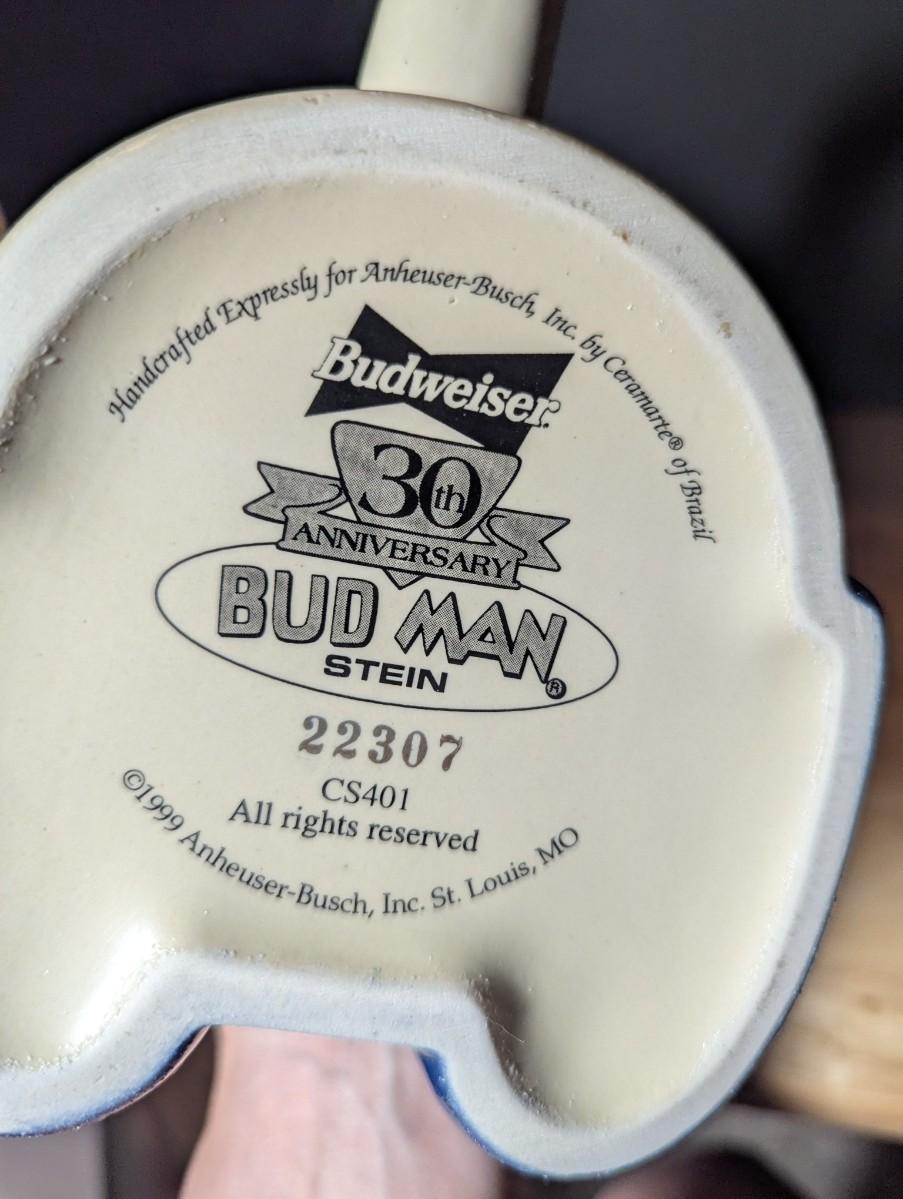 Handcrafted Expressly for Anheuser-Busch, Inc. by Ceramarte® of Brazil
Budweiser.
30th
ANNIVERSARY
BUD MAN®
STEIN
22307
CS401
All rights reserved
©1999 Anheuser-Busch, Inc. St. Louis, MO